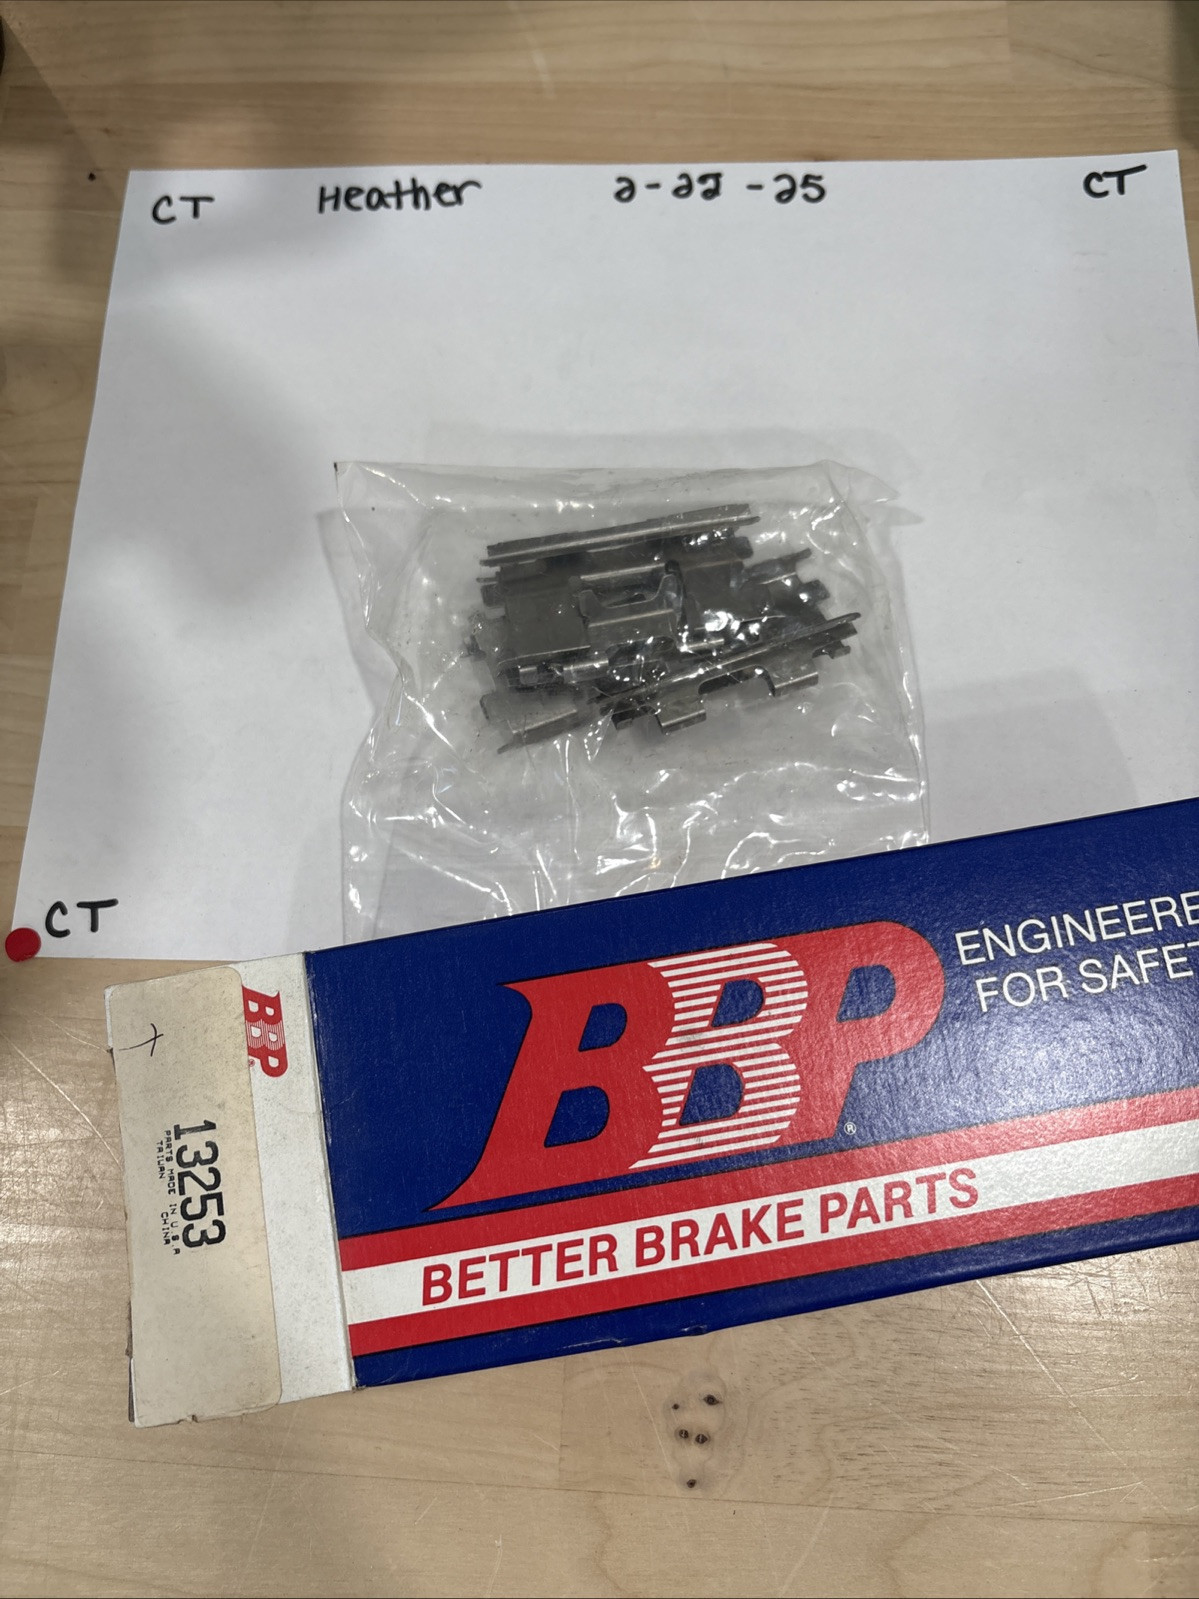 CT Heather 2-22-25 CT
CT
BBP
ENGINEERE
FOR SAFET
BBP®
BETTER BRAKE PARTS
13253
PARTS MADE IN U S A
TAIWAN CHINA